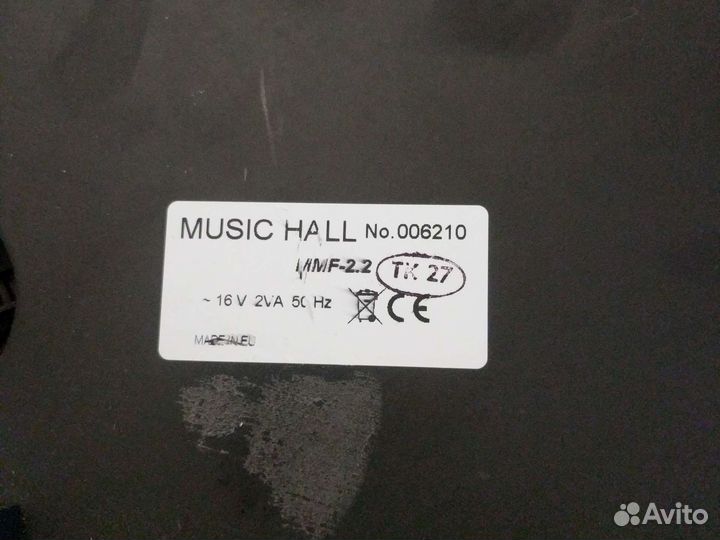 MUSIC HALL No.006210
MMF-2.2 TK 27
~ 16 V 2VA 50 Hz CE
MADE IN EU
Avito